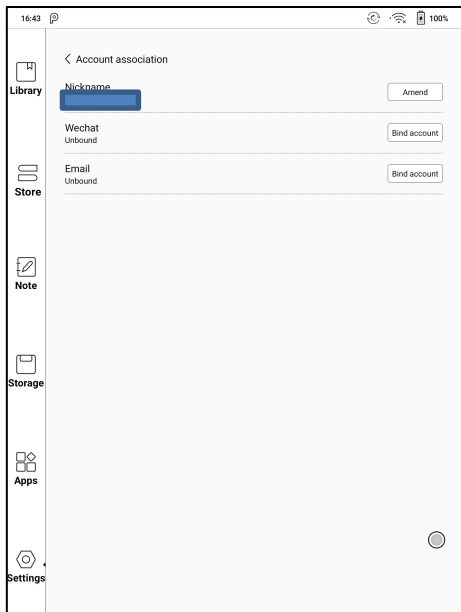 16:43
100%
Account association
Library
Nickname
Amend
Wechat
Unbound
Bind account
Email
Unbound
Bind account
Store
Note
Storage
Apps
Settings